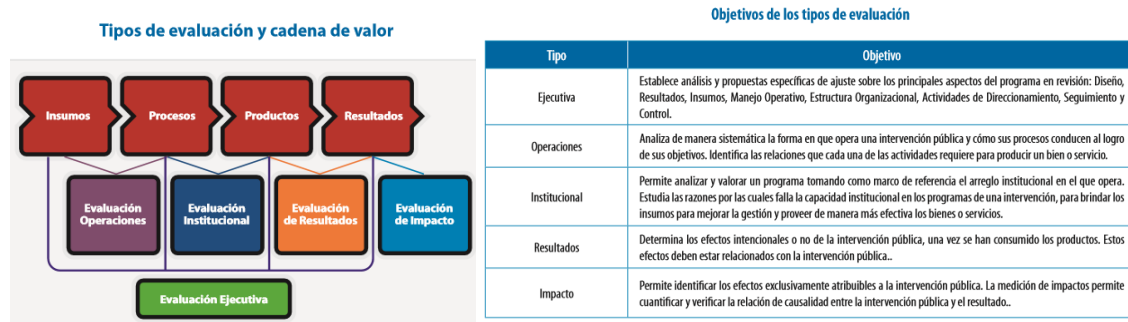 Tipos de evaluación y cadena de valor
Insumos
Procesos
Productos
Resultados
Evaluación
Operaciones
Evaluación
Institucional
Evaluación
de Resultados
Evaluación
de Impacto
Evaluación Ejecutiva
Objetivos de los tipos de evaluación
Tipo
Objetivo
Ejecutiva
Establece análisis y propuestas específicas de ajuste sobre los principales aspectos del programa en revisión: Diseño,
Resultados, Insumos, Manejo Operativo, Estructura Organizacional, Actividades de Direccionamiento, Seguimiento y
Control.
Operaciones
Analiza de manera sistemática la forma en que opera una intervención pública y cómo sus procesos conducen al logro
de sus objetivos. Identifica las relaciones que cada una de las actividades requiere para producir un bien o servicio.
Institucional
Permite analizar y valorar un programa tomando como marco de referencia el arreglo institucional en el que opera.
Estudia las razones por las cuales falla la capacidad institucional en los programas de una intervención, para brindar los
insumos para mejorar la gestión y proveer de manera más efectiva los bienes o servicios.
Resultados
Determina los efectos intencionales o no de la intervención pública, una vez se han consumido los productos. Estos
efectos deben estar relacionados con la intervención pública..
Impacto
Permite identificar los efectos exclusivamente atribuibles a la intervención pública. La medición de impactos permite
cuantificar y verificar la relación de causalidad entre la intervención pública y el resultado..